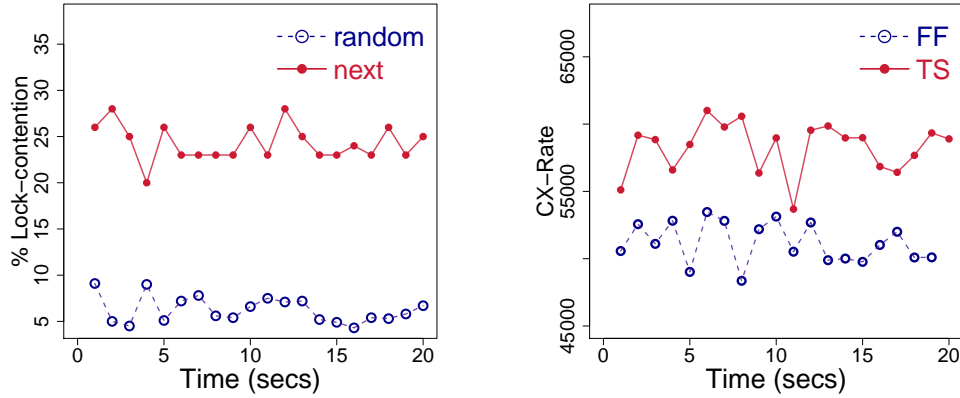 % Lock−contention
35
30
25
20
15
10
5
random
next
0 5 10 15 20
Time (secs)
CX−Rate
65000
55000
45000
FF
TS
0 5 10 15 20
Time (secs)